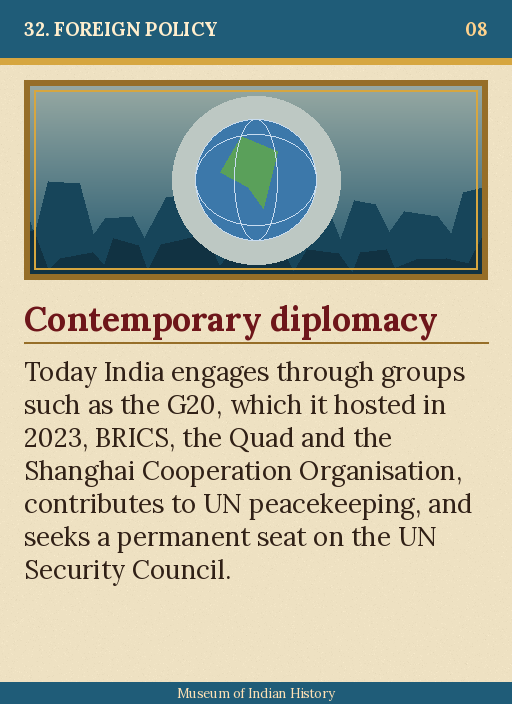 32. FOREIGN POLICY
08
Contemporary diplomacy
Today India engages through groups
such as the G20, which it hosted in
2023, BRICS, the Quad and the
Shanghai Cooperation Organisation,
contributes to UN peacekeeping, and
seeks a permanent seat on the UN
Security Council.
Museum of Indian History